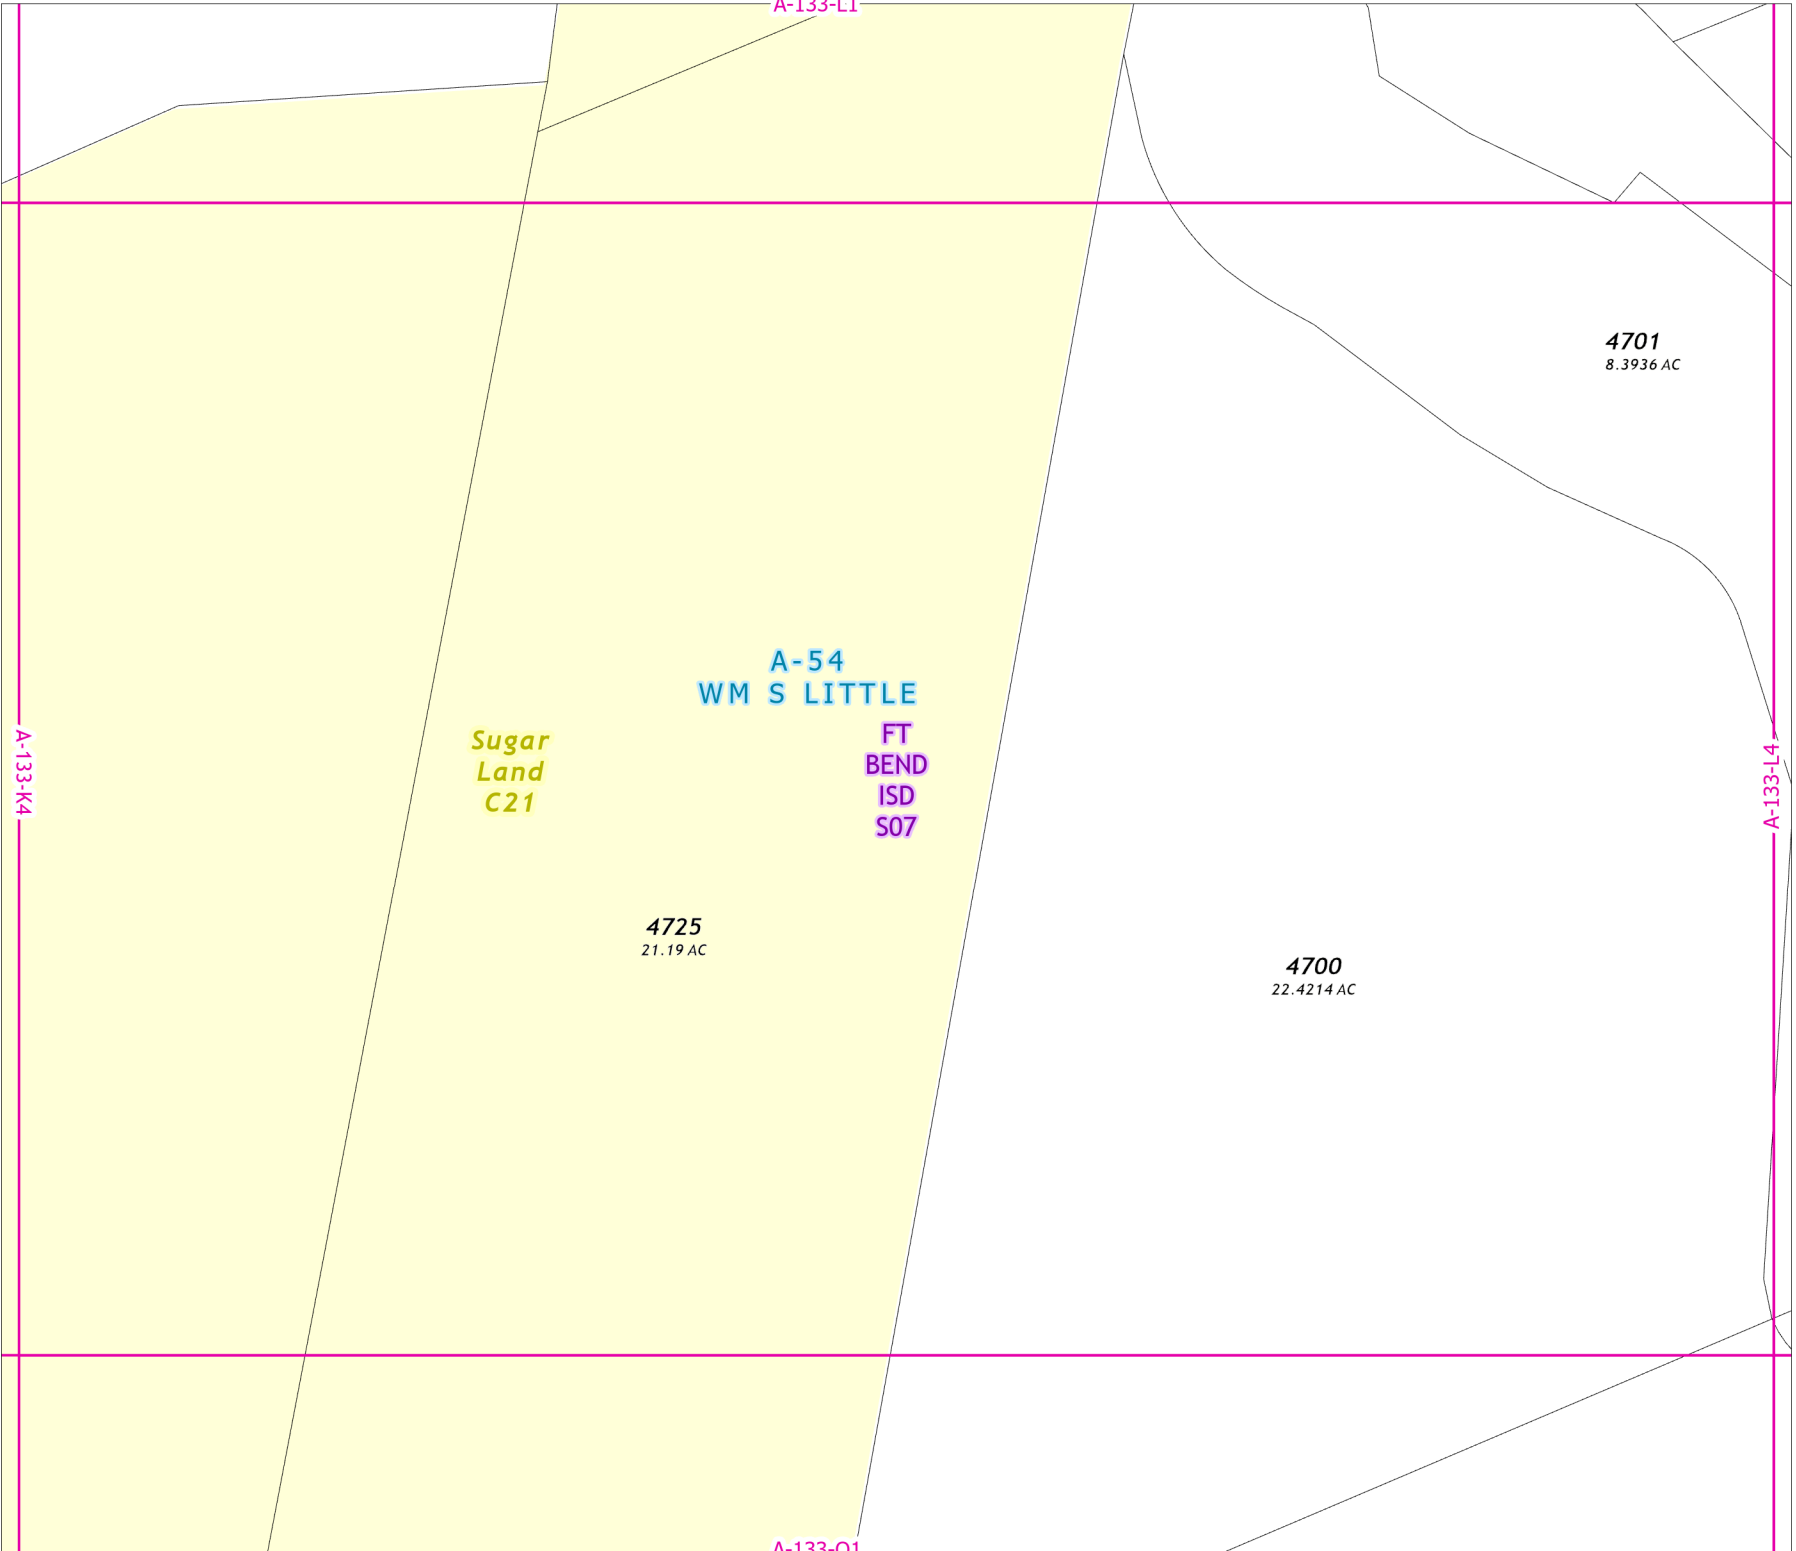 A-133-L1
4701
8.3936 AC
A-54
WM S LITTLE
FT
BEND
ISD
S07
Sugar
Land
C21
A-133-K4
A-133-L4
4725
21.19 AC
4700
22.4214 AC
A-133-Q1